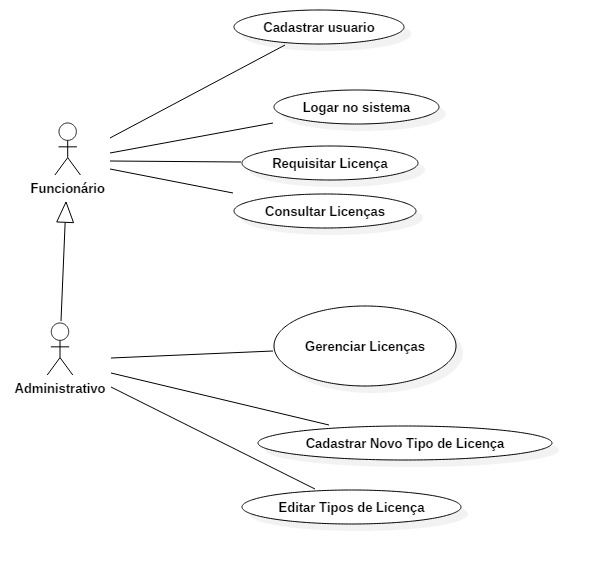 Cadastrar usuario
Logar no sistema
Requisitar Licença
Funcionário
Consultar Licenças
Gerenciar Licenças
Administrativo
Cadastrar Novo Tipo de Licença
Editar Tipos de Licença